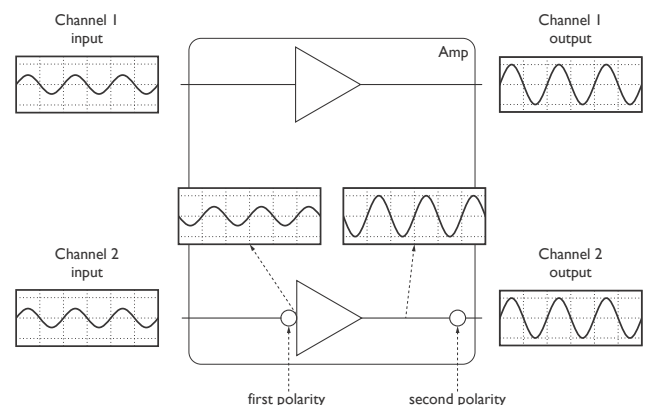 Channel 1
input
Channel 1
output
Amp
Channel 2
input
Channel 2
output
first polarity
second polarity